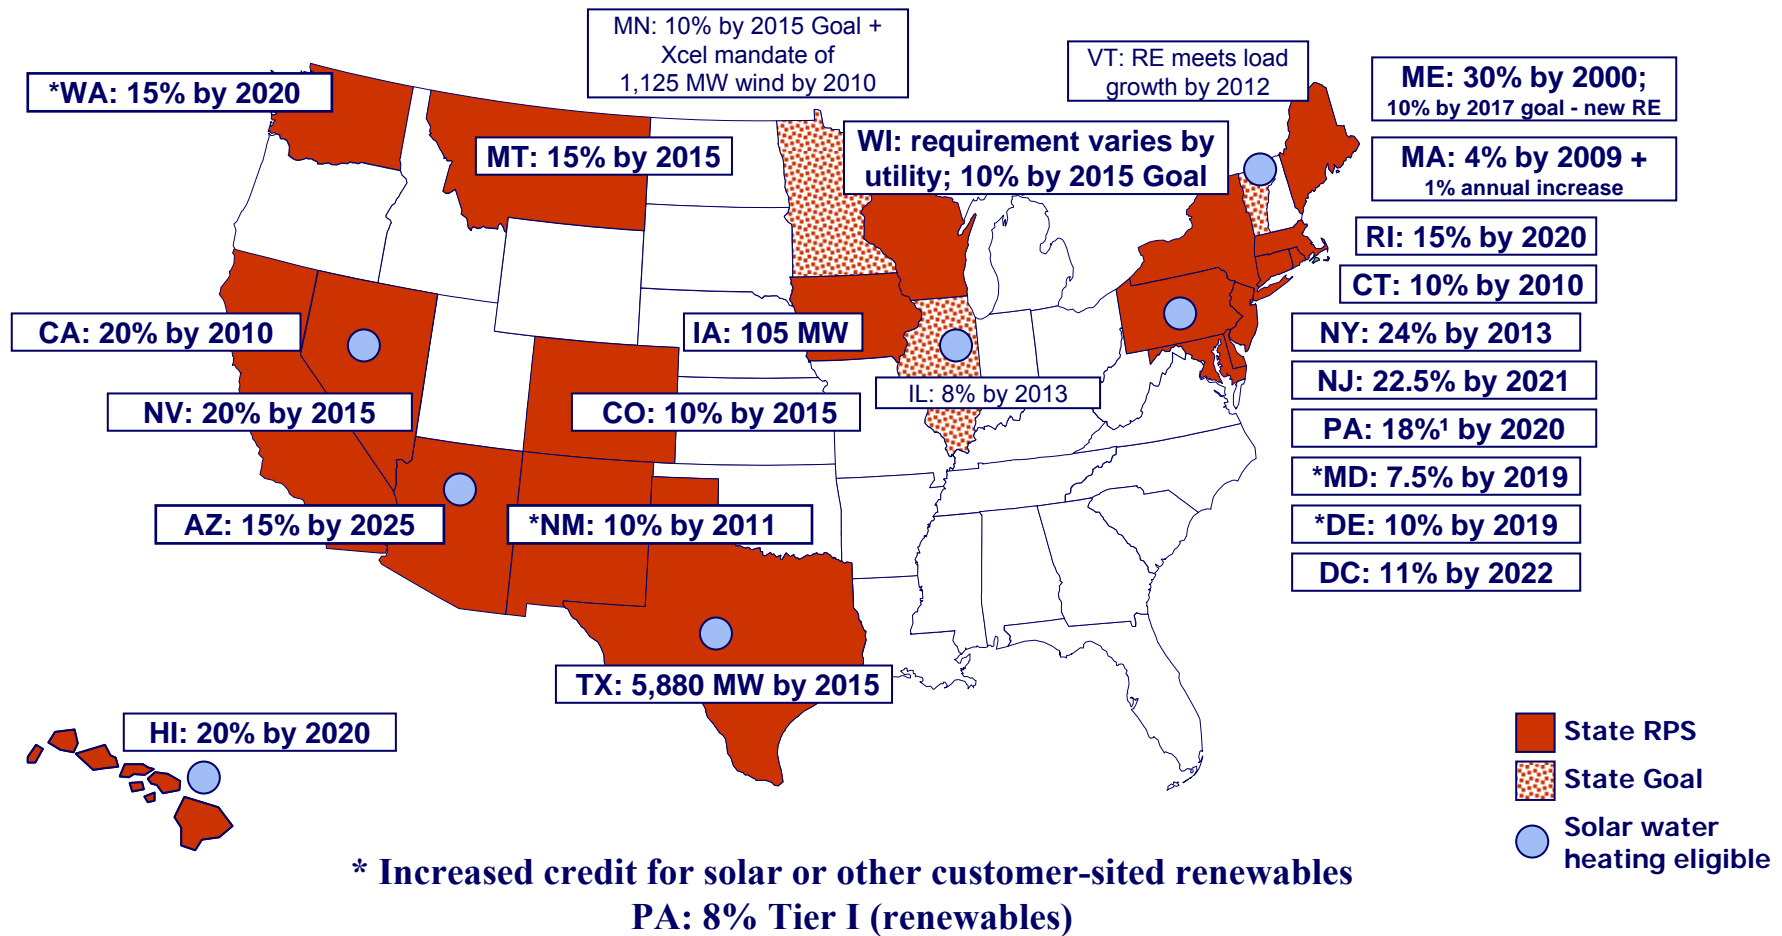 MN: 10% by 2015 Goal +
Xcel mandate of
1,125 MW wind by 2010
VT: RE meets load
growth by 2012
*WA: 15% by 2020
ME: 30% by 2000;
10% by 2017 goal - new RE
MT: 15% by 2015
WI: requirement varies by
utility; 10% by 2015 Goal
MA: 4% by 2009 +
1% annual increase
RI: 15% by 2020
CT: 10% by 2010
CA: 20% by 2010
IA: 105 MW
NY: 24% by 2013
NV: 20% by 2015
CO: 10% by 2015
IL: 8% by 2013
NJ: 22.5% by 2021
PA: 18%¹ by 2020
*MD: 7.5% by 2019
AZ: 15% by 2025
*NM: 10% by 2011
*DE: 10% by 2019
DC: 11% by 2022
TX: 5,880 MW by 2015
HI: 20% by 2020
State RPS
State Goal
Solar water
heating eligible
* Increased credit for solar or other customer-sited renewables
PA: 8% Tier I (renewables)